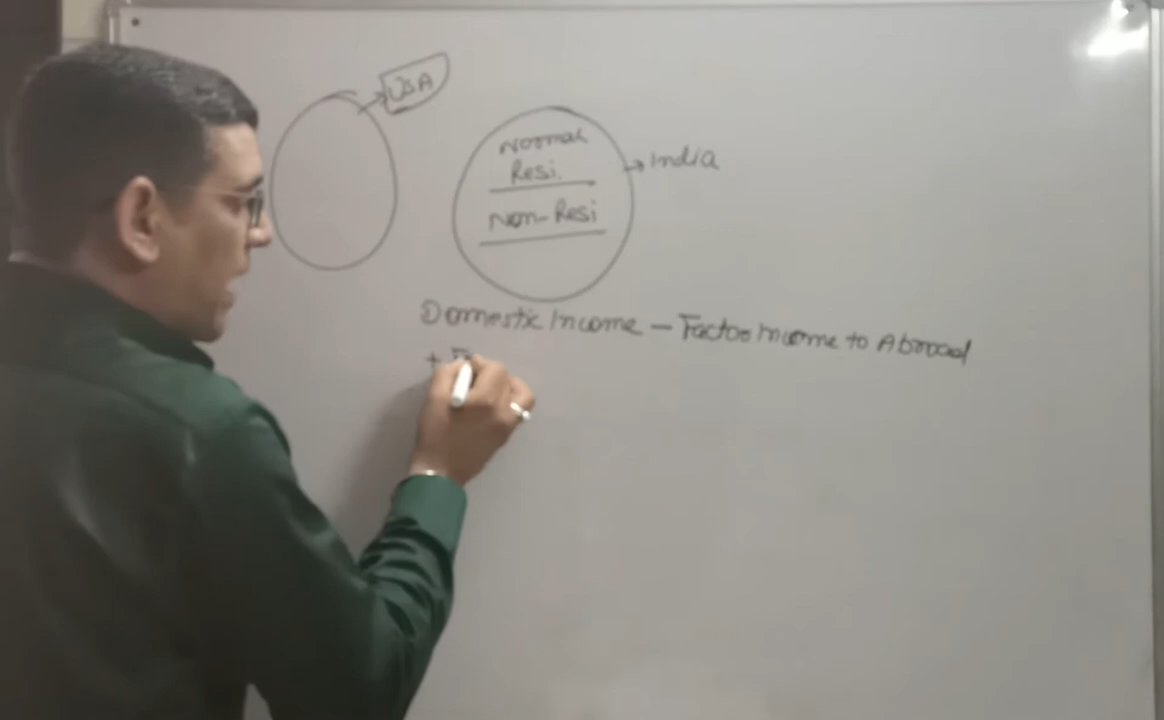 USA
Normal
Resi.
Non-Resi
India
Domestic Income - Factor Income to Abroad
+ F